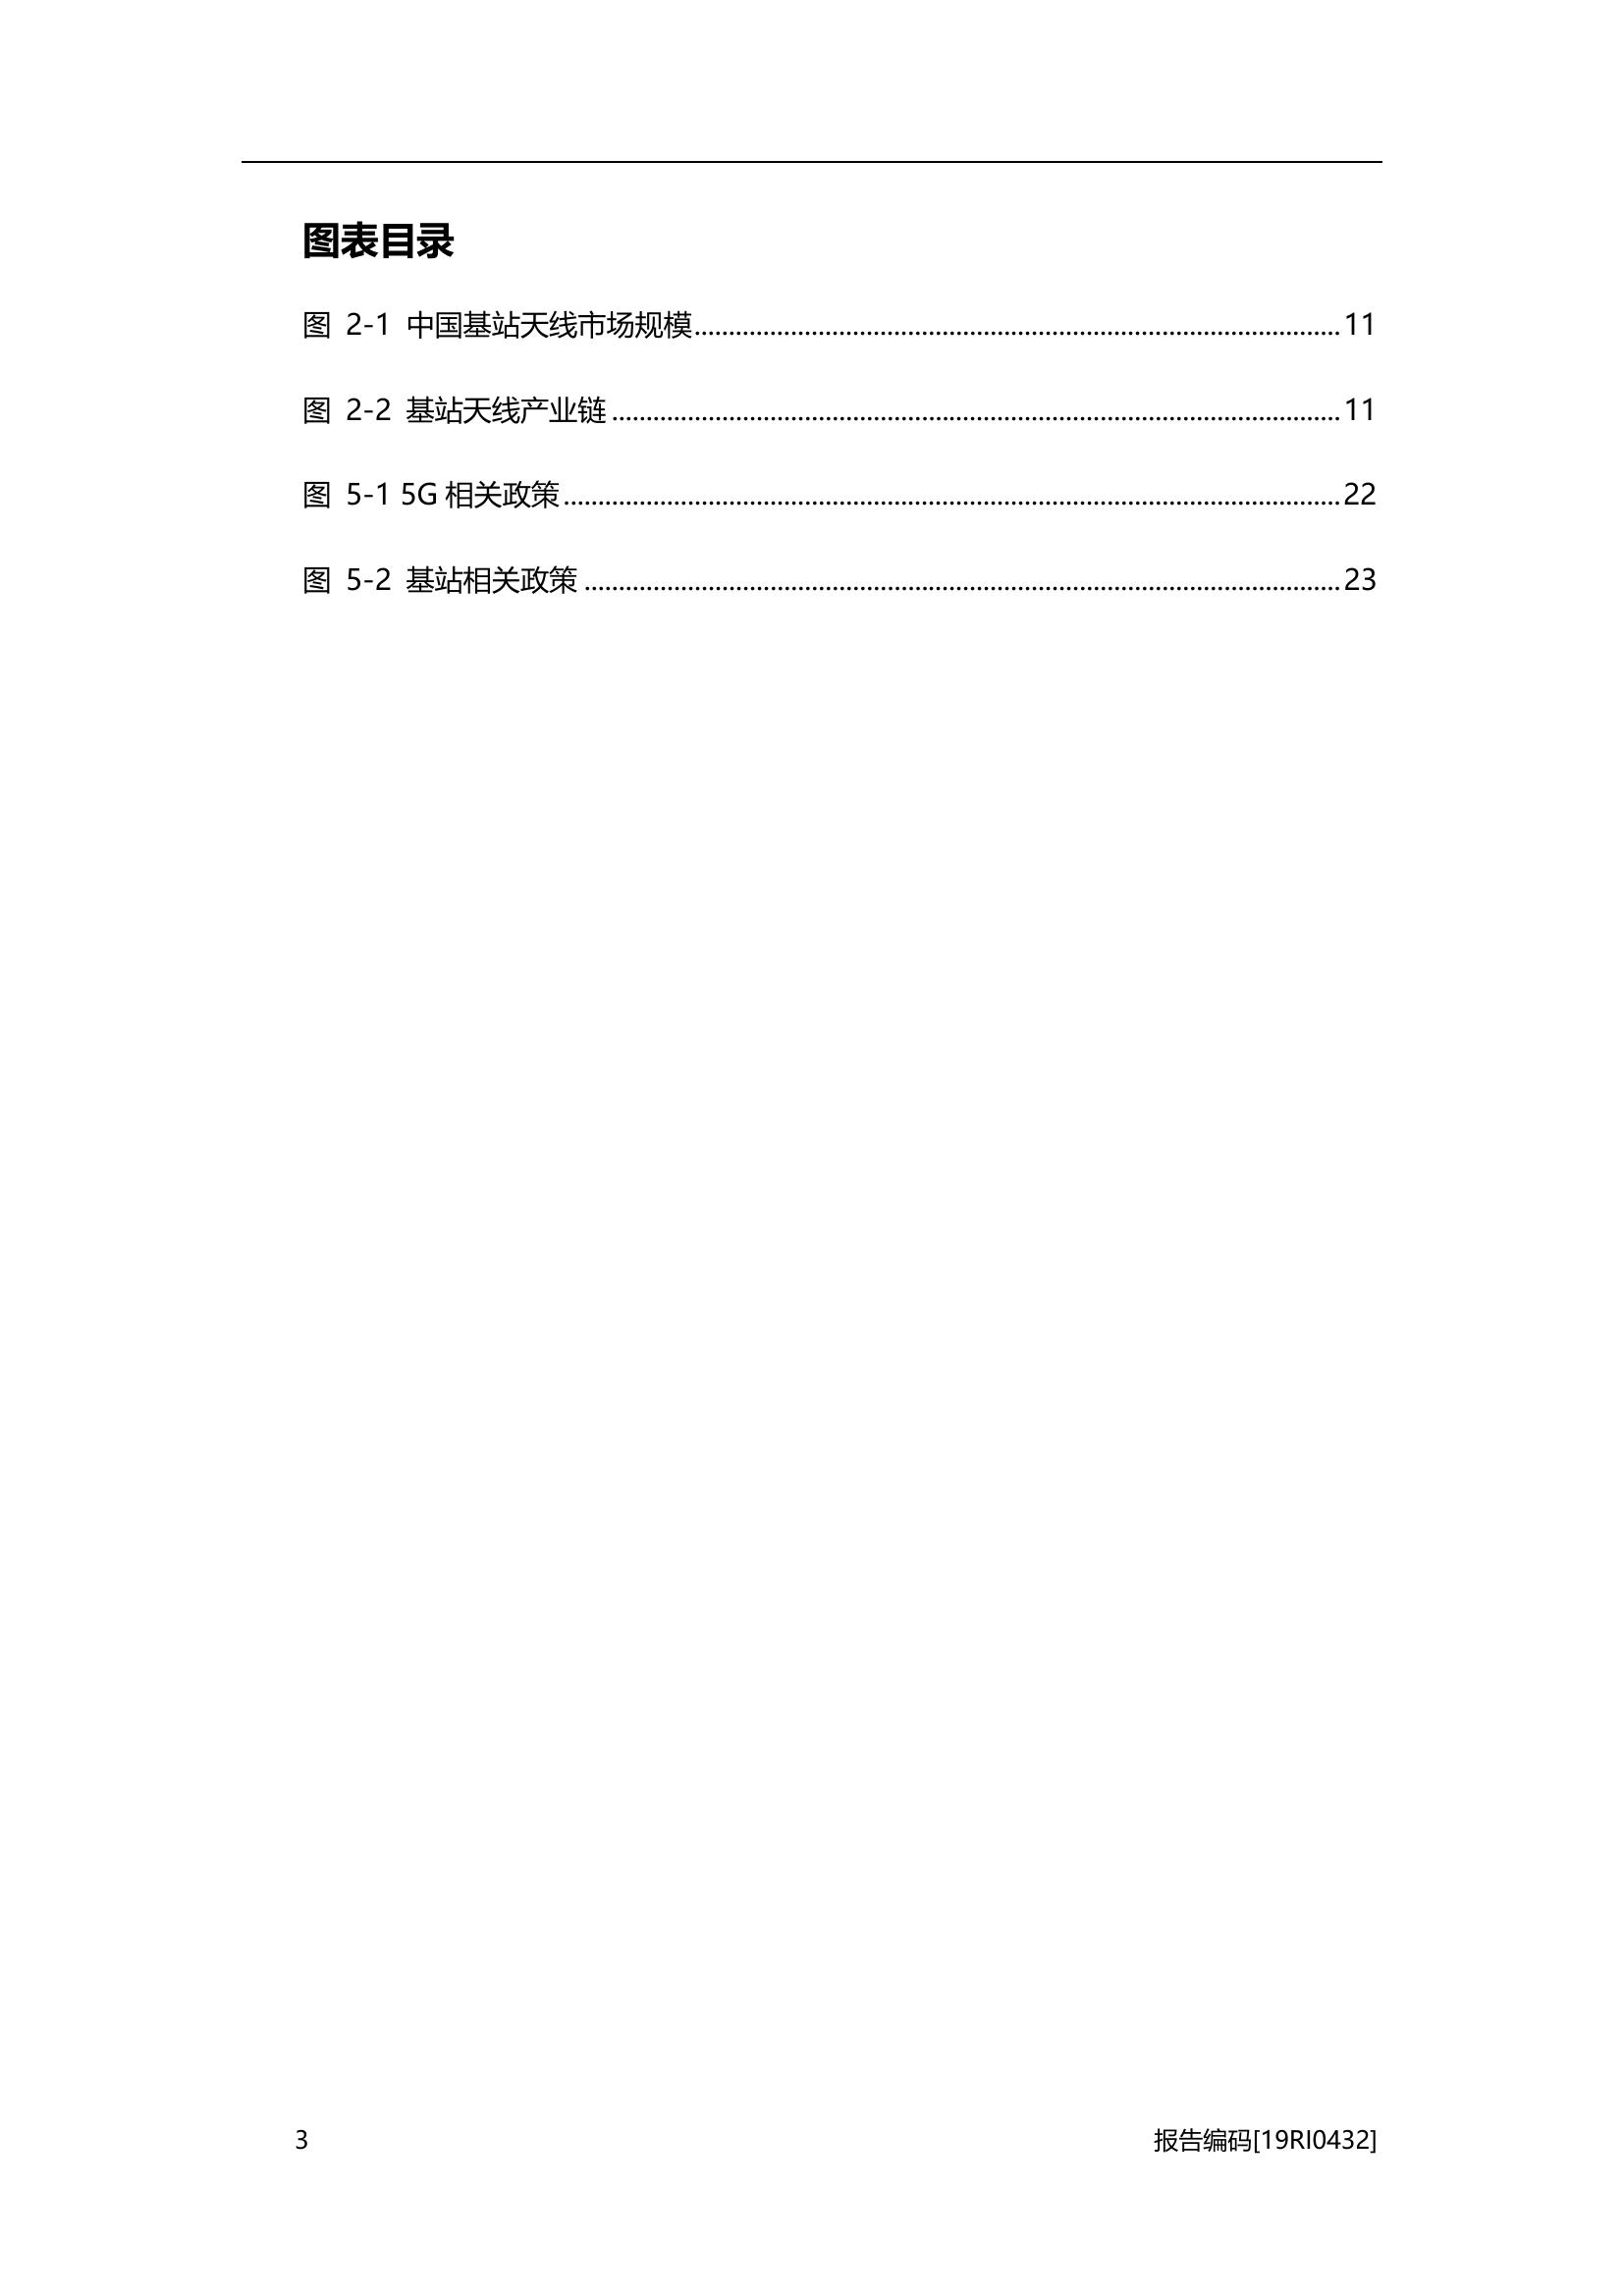 图表目录
图 2-1 中国基站天线市场规模........................................11
图 2-2 基站天线产业链........................................11
图 5-1 5G 相关政策........................................22
图 5-2 基站相关政策........................................23
3 报告编码[19RI0432]